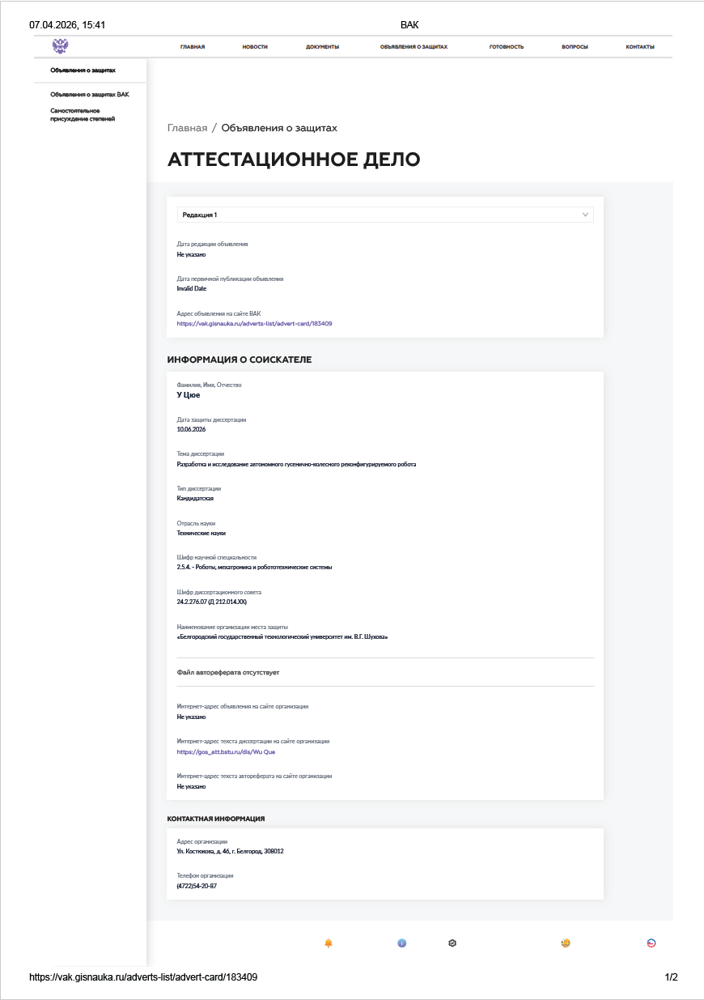 07.04.2026, 15:41
ВАК
ГЛАВНАЯ НОВОСТИ ДОКУМЕНТЫ ОБЪЯВЛЕНИЯ О ЗАЩИТАХ ГОТОВНОСТЬ ВОПРОСЫ КОНТАКТЫ
Объявления о защитах
Объявления о защитах ВАК
Самостоятельное
присуждение степеней
Главная / Объявления о защитах
АТТЕСТАЦИОННОЕ ДЕЛО
Редакция 1
Дата редакции объявления
Не указано
Дата первичной публикации объявления
Invalid Date
Адрес объявления на сайте ВАК
https://vak.gisnauka.ru/adverts-list/advert-card/183409
ИНФОРМАЦИЯ О СОИСКАТЕЛЕ
Фамилия, Имя, Отчество
У Цюе
Дата защиты диссертации
10.06.2026
Тема диссертации
Разработка и исследование автономного гусенично-колесного реконфигурируемого робота
Тип диссертации
Кандидатская
Отрасль науки
Технические науки
Шифр научной специальности
2.5.4. - Роботы, мехатроника и робототехнические системы
Шифр диссертационного совета
24.2.276.07 (Д 212.014.XX)
Наименование организации места защиты
«Белгородский государственный технологический университет им. В.Г. Шухова»
Файл автореферата отсутствует
Интернет-адрес объявления на сайте организации
Не указано
Интернет-адрес текста диссертации на сайте организации
https://gos_att.bstu.ru/dis/Wu Que
Интернет-адрес текста автореферата на сайте организации
Не указано
КОНТАКТНАЯ ИНФОРМАЦИЯ
Адрес организации
Ул. Костюкова, д. 46, г. Белгород, 308012
Телефон организации
(4722)54-20-87
https://vak.gisnauka.ru/adverts-list/advert-card/183409
1/2